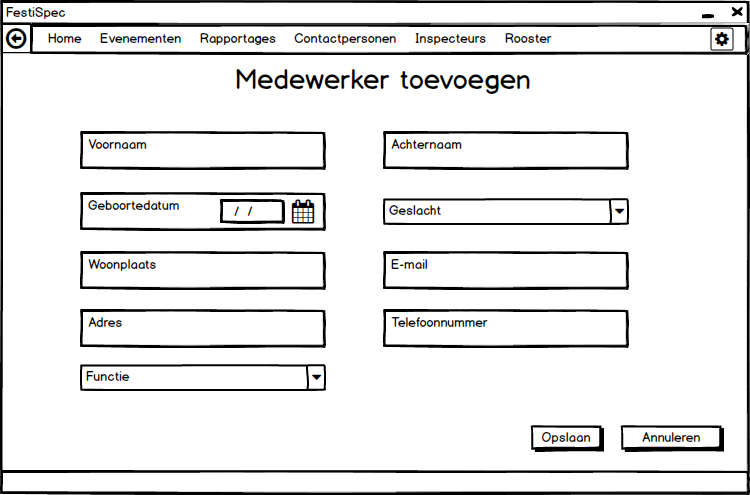 FestiSpec
Home Evenementen Rapportages Contactpersonen Inspecteurs Rooster
Medewerker toevoegen
Voornaam Achternaam
Geboortedatum / / Geslacht
Woonplaats E-mail
Adres Telefoonnummer
Functie
Opslaan Annuleren